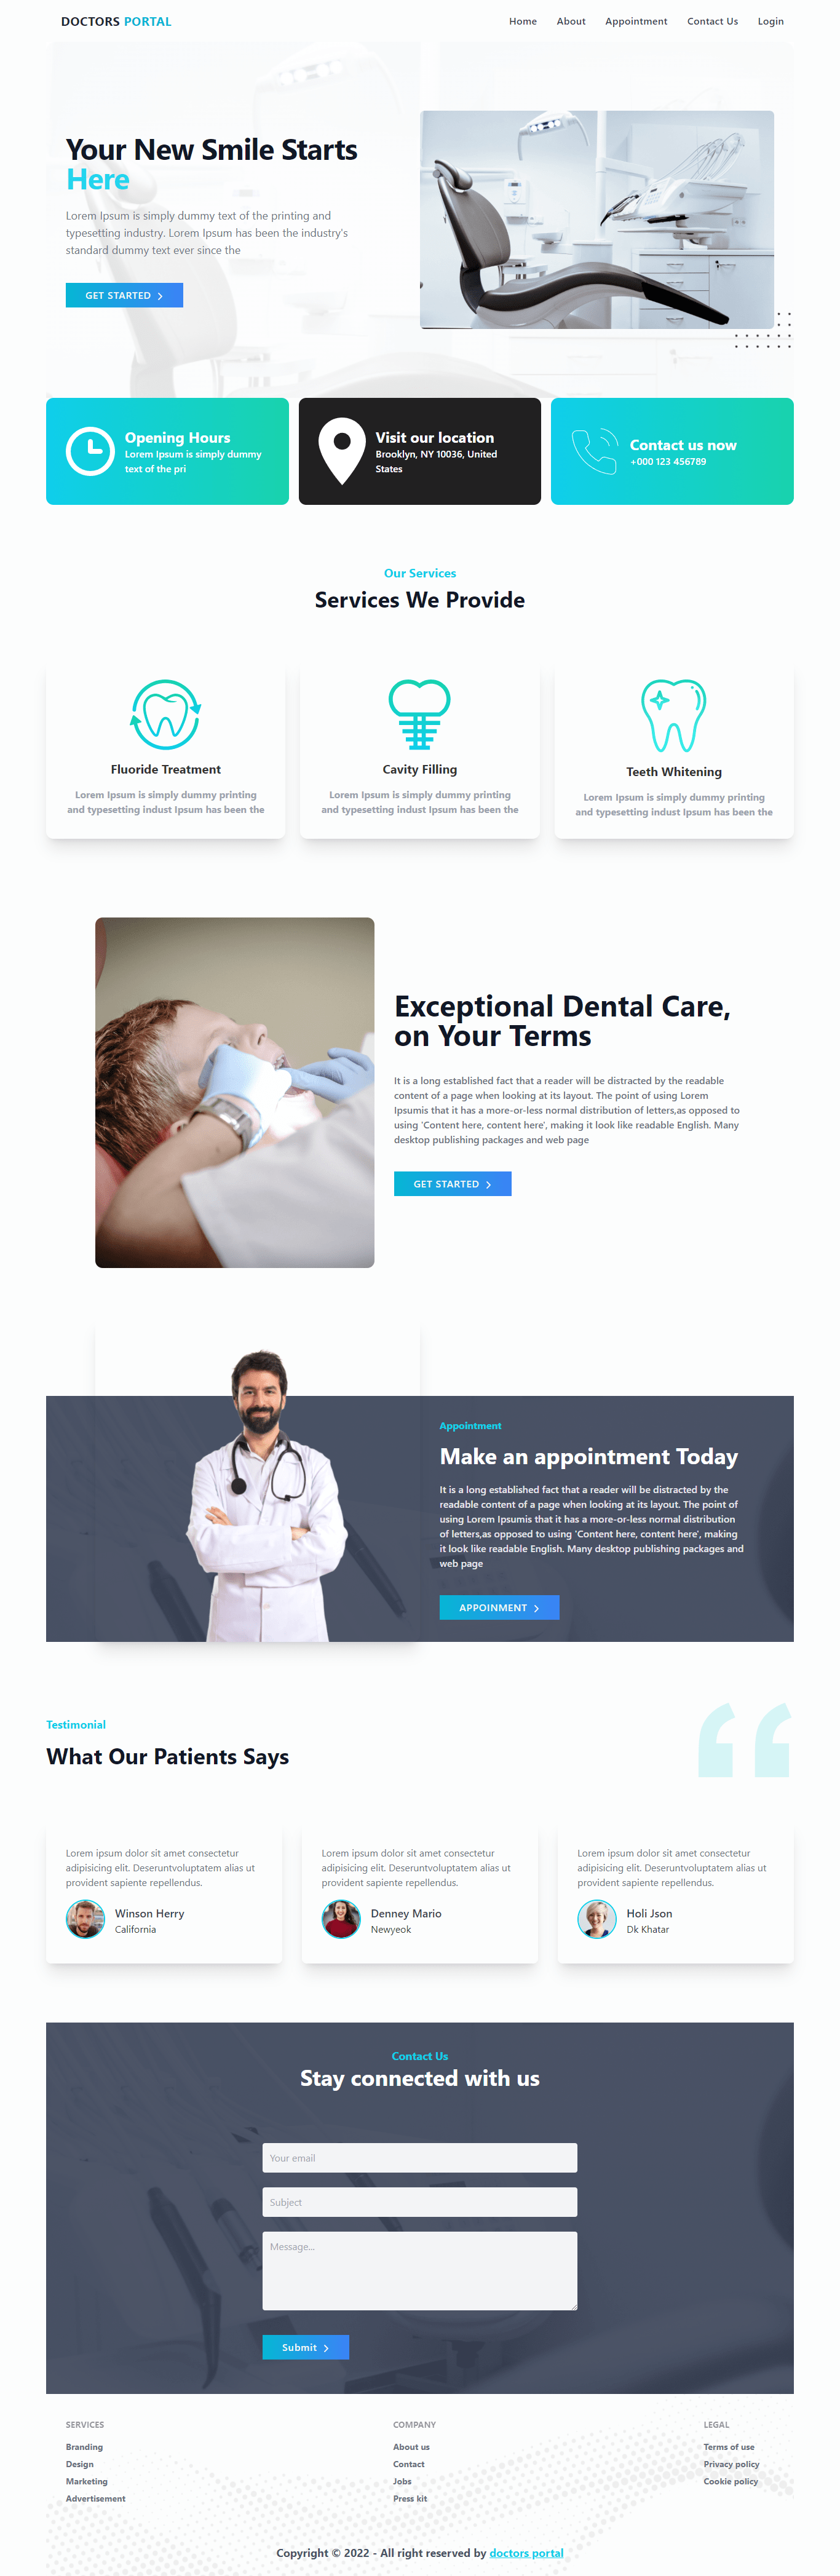 DOCTORS PORTAL
Home About Appointment Contact Us Login
Your New Smile Starts
Here
Lorem Ipsum is simply dummy text of the printing and
typesetting industry. Lorem Ipsum has been the industry's
standard dummy text ever since the
GET STARTED
Opening Hours
Lorem Ipsum is simply dummy
text of the pri
Visit our location
Brooklyn, NY 10036, United
States
Contact us now
+000 123 456789
Our Services
Services We Provide
Fluoride Treatment
Lorem Ipsum is simply dummy printing
and typesetting indust Ipsum has been the
Cavity Filling
Lorem Ipsum is simply dummy printing
and typesetting indust Ipsum has been the
Teeth Whitening
Lorem Ipsum is simply dummy printing
and typesetting indust Ipsum has been the
Exceptional Dental Care,
on Your Terms
It is a long established fact that a reader will be distracted by the readable
content of a page when looking at its layout. The point of using Lorem
Ipsumis that it has a more-or-less normal distribution of letters,as opposed to
using 'Content here, content here', making it look like readable English. Many
desktop publishing packages and web page
GET STARTED
Appointment
Make an appointment Today
It is a long established fact that a reader will be distracted by the
readable content of a page when looking at its layout. The point of
using Lorem Ipsumis that it has a more-or-less normal distribution
of letters,as opposed to using 'Content here, content here', making
it look like readable English. Many desktop publishing packages and
web page
APPOINMENT
Testimonial
What Our Patients Says
Lorem ipsum dolor sit amet consectetur
adipisicing elit. Deseruntvoluptatem alias ut
provident sapiente repellendus.
Winson Herry
California
Lorem ipsum dolor sit amet consectetur
adipisicing elit. Deseruntvoluptatem alias ut
provident sapiente repellendus.
Denney Mario
Newyeok
Lorem ipsum dolor sit amet consectetur
adipisicing elit. Deseruntvoluptatem alias ut
provident sapiente repellendus.
Holi Json
Dk Khatar
Contact Us
Stay connected with us
Your email
Subject
Message...
Submit
SERVICES
Branding
Design
Marketing
Advertisement
COMPANY
About us
Contact
Jobs
Press kit
LEGAL
Terms of use
Privacy policy
Cookie policy
Copyright © 2022 - All right reserved by doctors portal